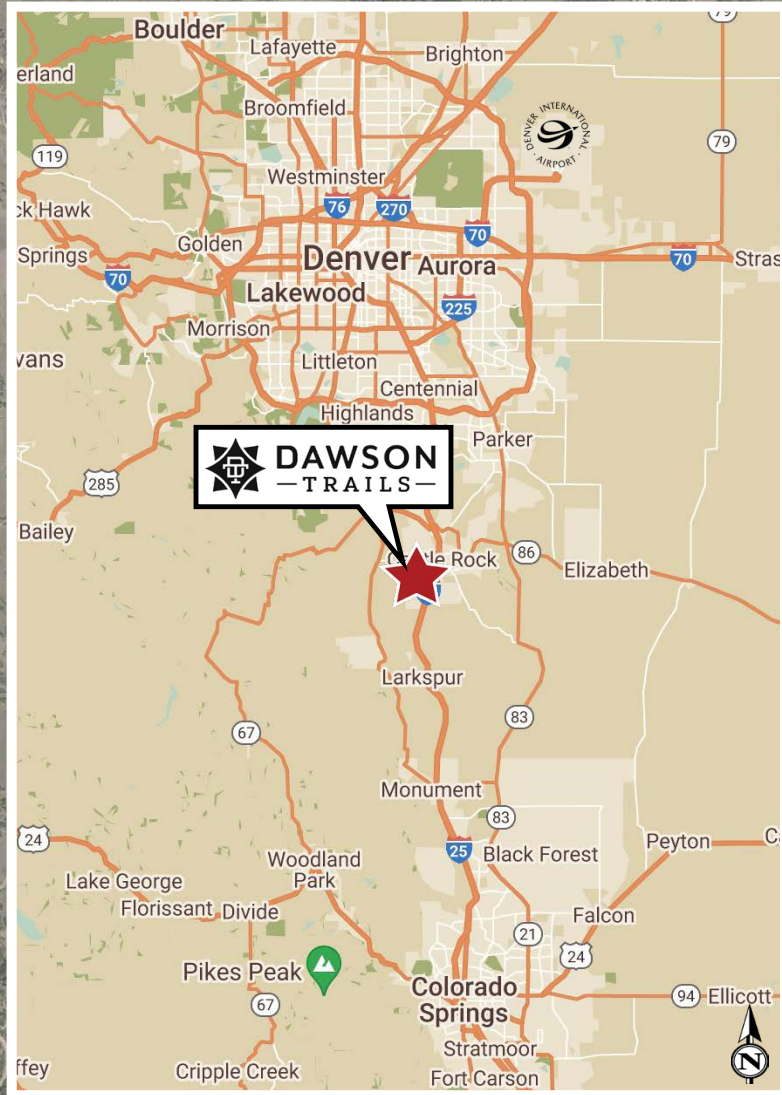 79
Boulder
Lafayette
Brighton
erland
Broomfield
DENVER INTERNATIONAL
AIRPORT
119
79
Westminster
76
270
ck Hawk
70
Golden
Springs
Denver
Aurora
70
Stras
70
Lakewood
225
Morrison
vans
Littleton
Centennial
Highlands
Parker
DAWSON
TRAILS
285
Bailey
tle Rock
86
Elizabeth
Larkspur
83
67
Monument
83
24
25
Black Forest
Peyton
Woodland
Park
Lake George
Florissant
Divide
Falcon
21
24
Pikes Peak
Colorado
Springs
94
Ellicott
67
Stratmoor
N
ffey
Cripple Creek
Fort Carson